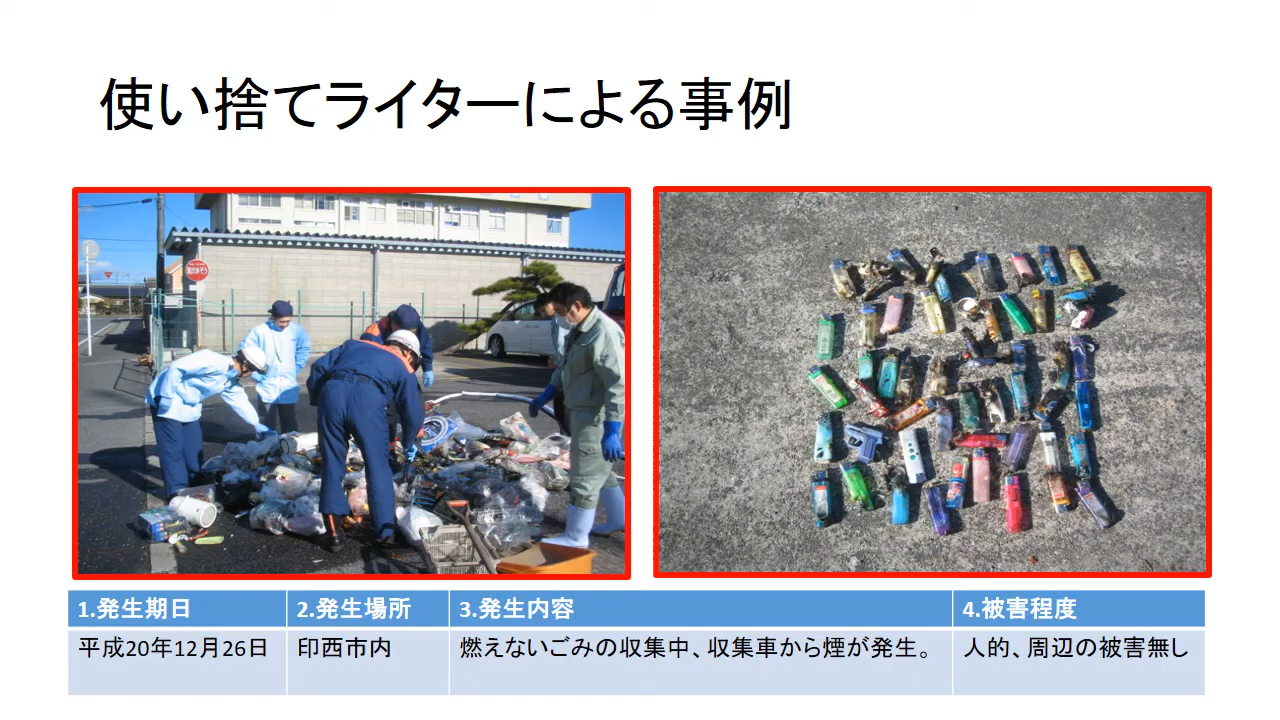 使い捨てライターによる事例
1.発生期日
2.発生場所
3.発生内容
4.被害程度
平成20年12月26日
印西市内
燃えないごみの収集中、収集車から煙が発生。
人的、周辺の被害無し